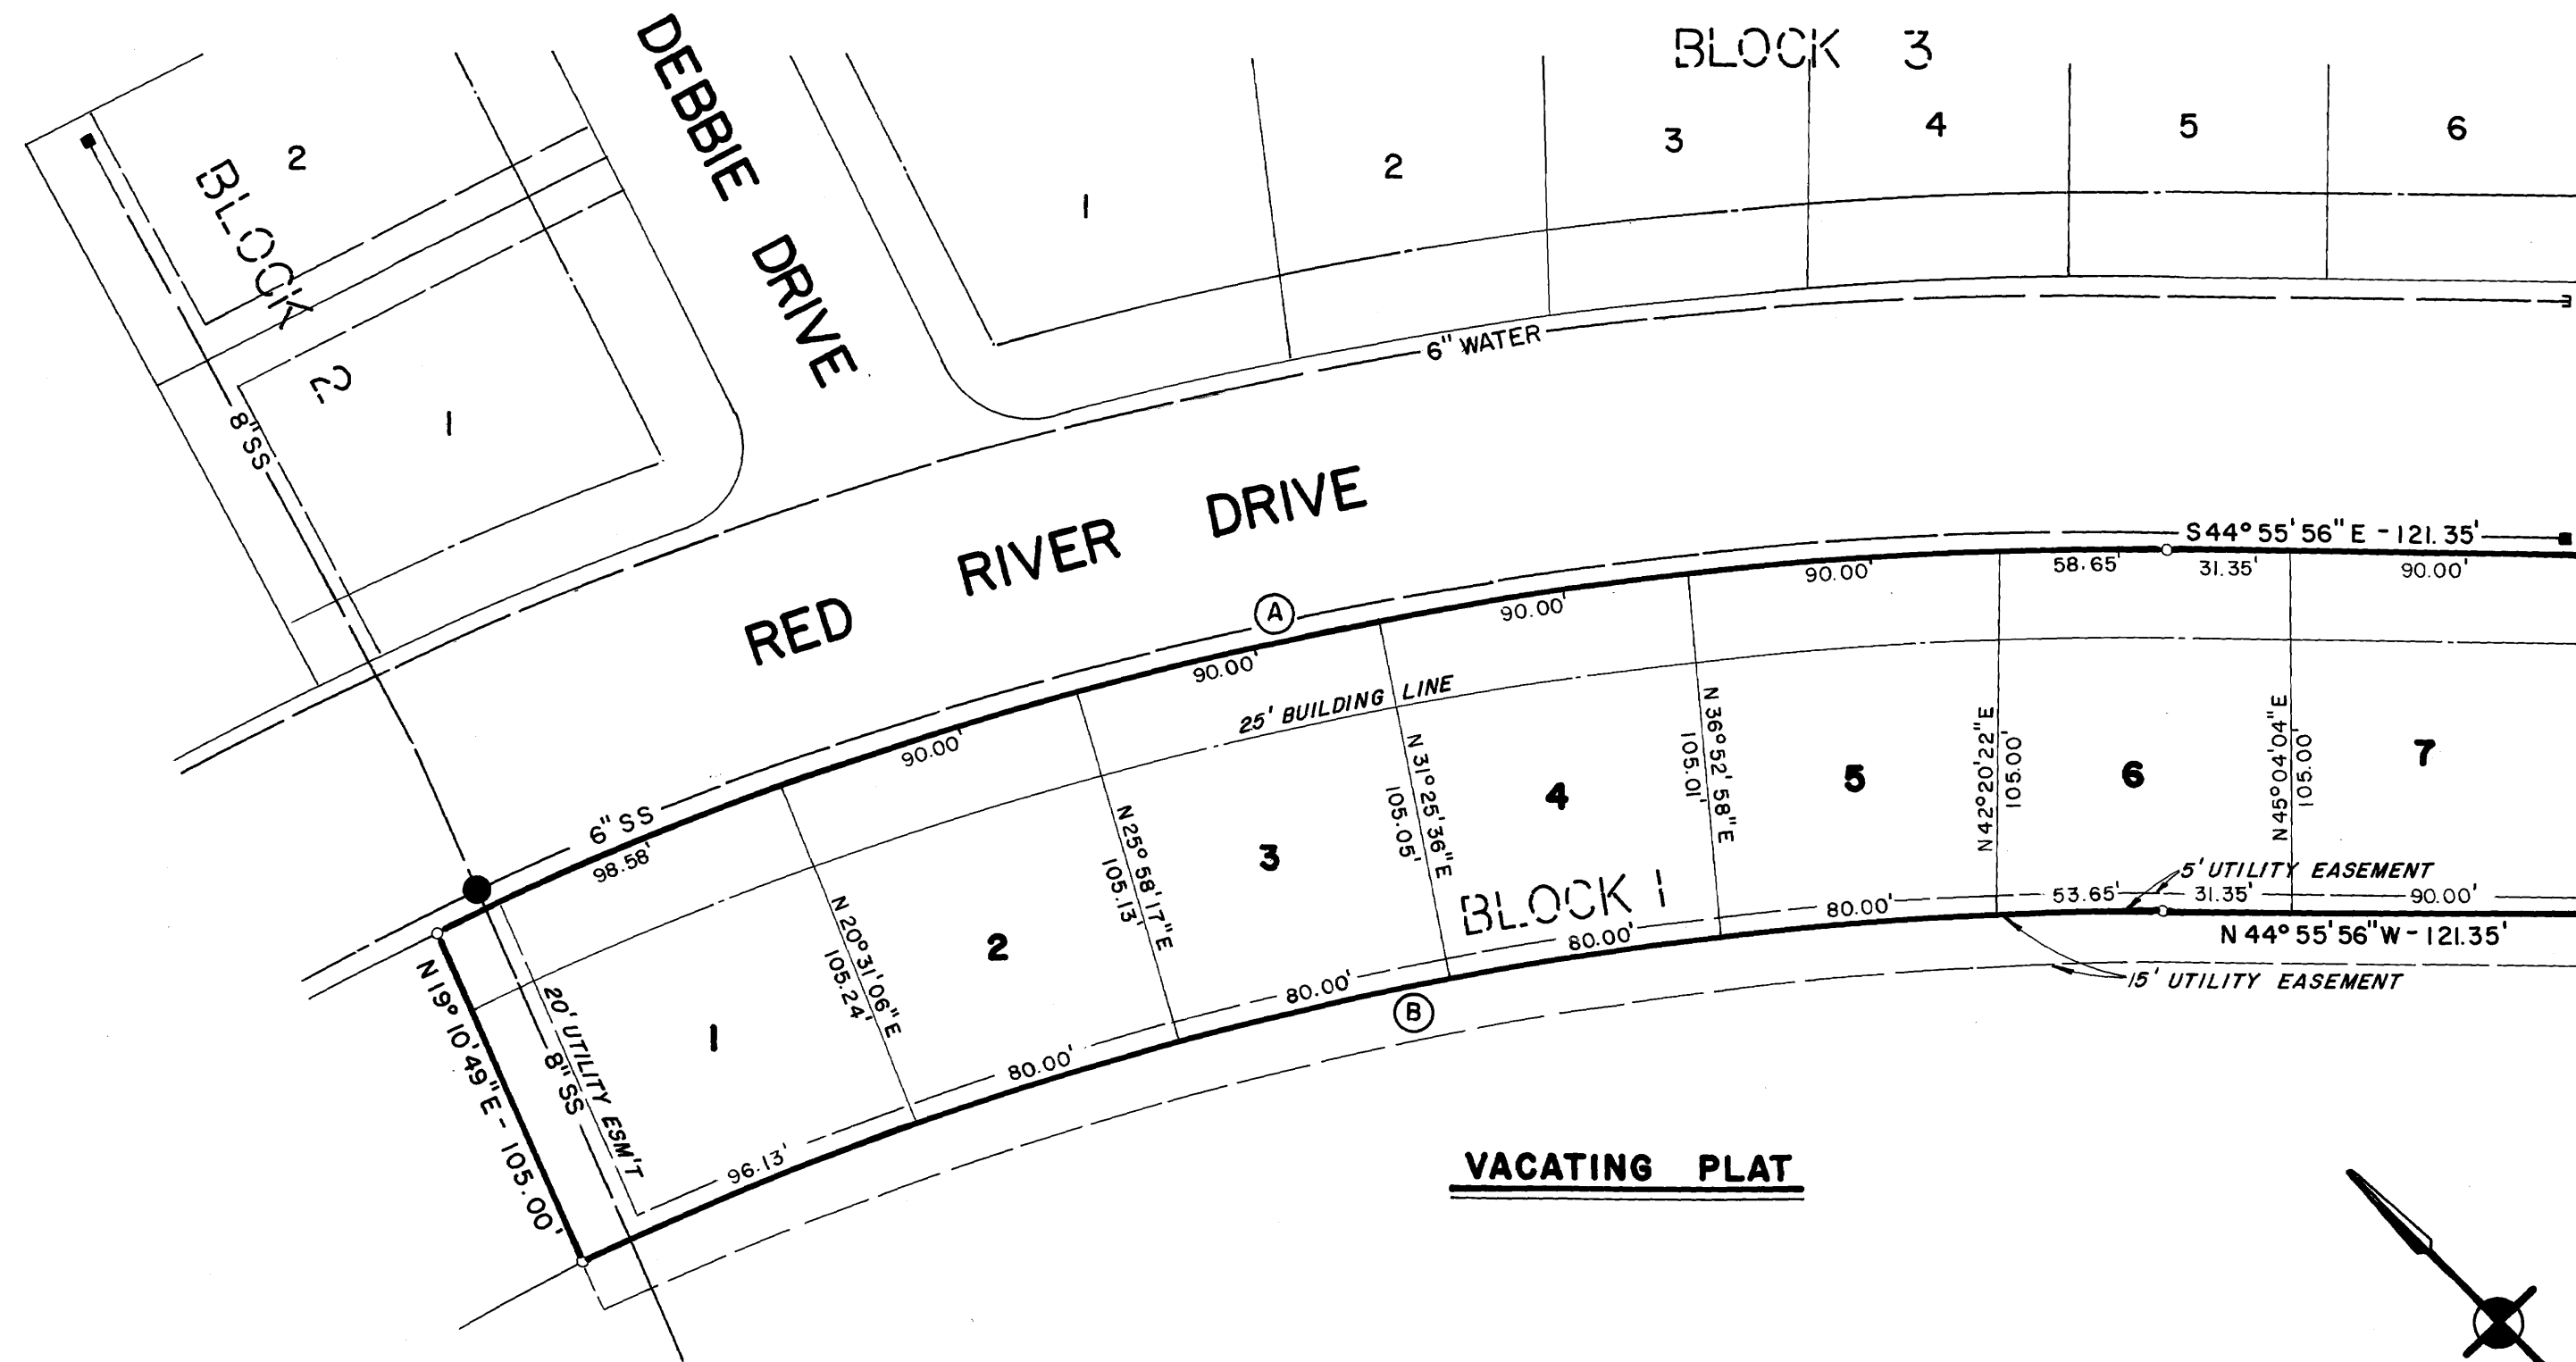 BLOCK 3
DEBBIE DRIVE
BLOCK 2
2
1
1
2
3
4
5
6
6" WATER
8" SS
RED RIVER DRIVE
S 44° 55' 56" E - 121.35'
A
98.58'
90.00'
90.00'
90.00'
90.00'
58.65'
31.35'
90.00'
6" SS
25' BUILDING LINE
N 19° 10' 49" E - 105.00'
20' UTILITY ESM'T
8" SS
1
N 20° 31' 06" E
105.24'
2
N 25° 58' 17" E
105.13'
3
N 31° 25' 36" E
105.05'
4
N 36° 52' 58" E
105.01'
5
N 42° 20' 22" E
105.00'
6
N 45° 04' 04" E
105.00'
7
BLOCK 1
5' UTILITY EASEMENT
96.13'
80.00'
80.00'
80.00'
80.00'
53.65'
31.35'
90.00'
B
N 44° 55' 56" W - 121.35'
15' UTILITY EASEMENT
VACATING PLAT